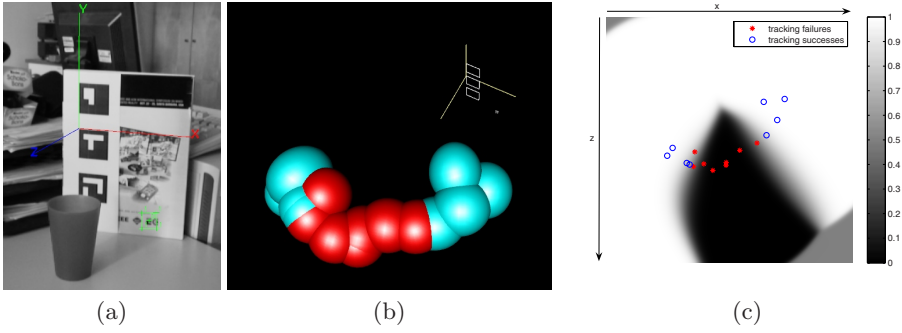 Y
X
Z
x
z
tracking failures
tracking successes
1
0.9
0.8
0.7
0.6
0.5
0.4
0.3
0.2
0.1
0
(a)
(b)
(c)